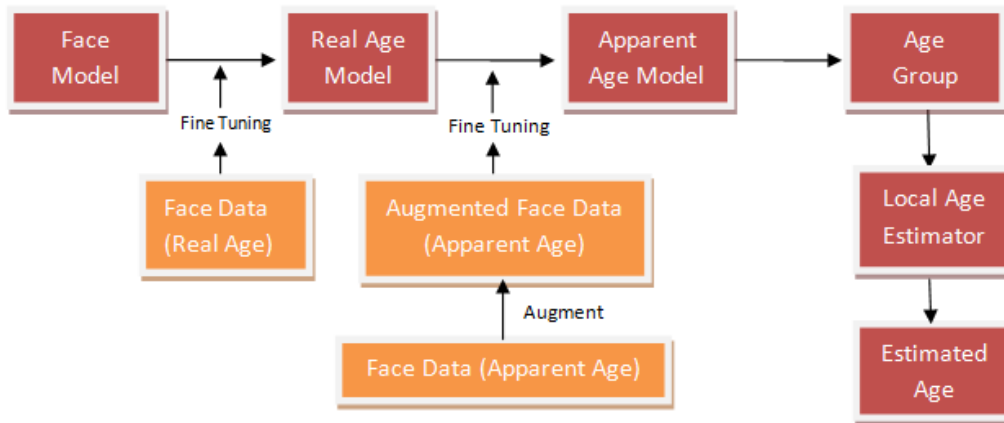 Face
Model
Real Age
Model
Apparent
Age Model
Age
Group
Fine Tuning
Fine Tuning
Face Data
(Real Age)
Augmented Face Data
(Apparent Age)
Local Age
Estimator
Augment
Face Data (Apparent Age)
Estimated
Age